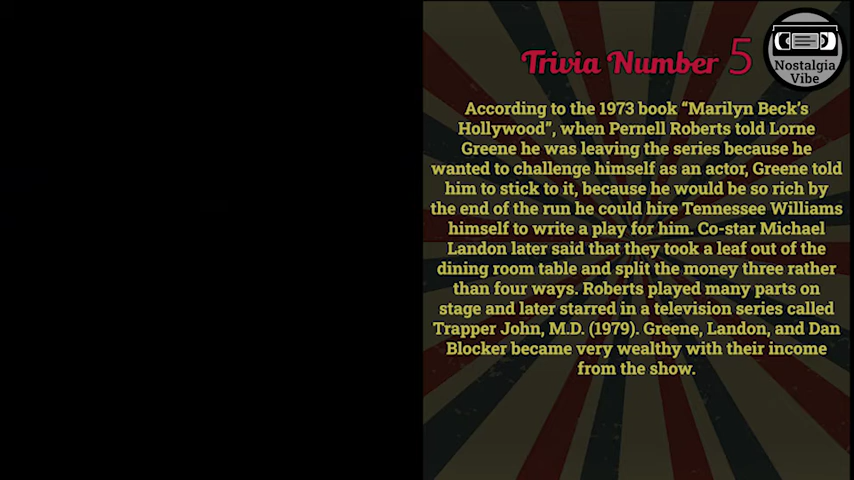 Trivia Number 5
Nostalgia
Vibe
According to the 1973 book “Marilyn Beck’s
Hollywood”, when Pernell Roberts told Lorne
Greene he was leaving the series because he
wanted to challenge himself as an actor, Greene told
him to stick to it, because he would be so rich by
the end of the run he could hire Tennessee Williams
himself to write a play for him. Co-star Michael
Landon later said that they took a leaf out of the
dining room table and split the money three rather
than four ways. Roberts played many parts on
stage and later starred in a television series called
Trapper John, M.D. (1979). Greene, Landon, and Dan
Blocker became very wealthy with their income
from the show.